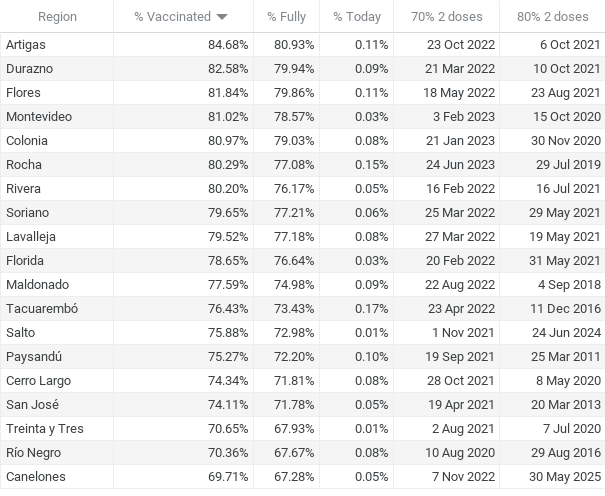 Region % Vaccinated % Fully % Today 70% 2 doses 80% 2 doses
Artigas 84.68% 80.93% 0.11% 23 Oct 2022 6 Oct 2021
Durazno 82.58% 79.94% 0.09% 21 Mar 2022 10 Oct 2021
Flores 81.84% 79.86% 0.11% 18 May 2022 23 Aug 2021
Montevideo 81.02% 78.57% 0.03% 3 Feb 2023 15 Oct 2020
Colonia 80.97% 79.03% 0.08% 21 Jan 2023 30 Nov 2020
Rocha 80.29% 77.08% 0.15% 24 Jun 2023 29 Jul 2019
Rivera 80.20% 76.17% 0.05% 16 Feb 2022 16 Jul 2021
Soriano 79.65% 77.21% 0.06% 25 Mar 2022 29 May 2021
Lavalleja 79.52% 77.18% 0.08% 27 Mar 2022 19 May 2021
Florida 78.65% 76.64% 0.03% 20 Feb 2022 31 May 2021
Maldonado 77.59% 74.98% 0.09% 22 Aug 2022 4 Sep 2018
Tacuarembó 76.43% 73.43% 0.17% 23 Apr 2022 11 Dec 2016
Salto 75.88% 72.98% 0.01% 1 Nov 2021 24 Jun 2024
Paysandú 75.27% 72.20% 0.10% 19 Sep 2021 25 Mar 2011
Cerro Largo 74.34% 71.81% 0.08% 28 Oct 2021 8 May 2020
San José 74.11% 71.78% 0.05% 19 Apr 2021 20 Mar 2013
Treinta y Tres 70.65% 67.93% 0.01% 2 Aug 2021 7 Jul 2020
Río Negro 70.36% 67.67% 0.08% 10 Aug 2020 29 Aug 2016
Canelones 69.71% 67.28% 0.05% 7 Nov 2022 30 May 2025